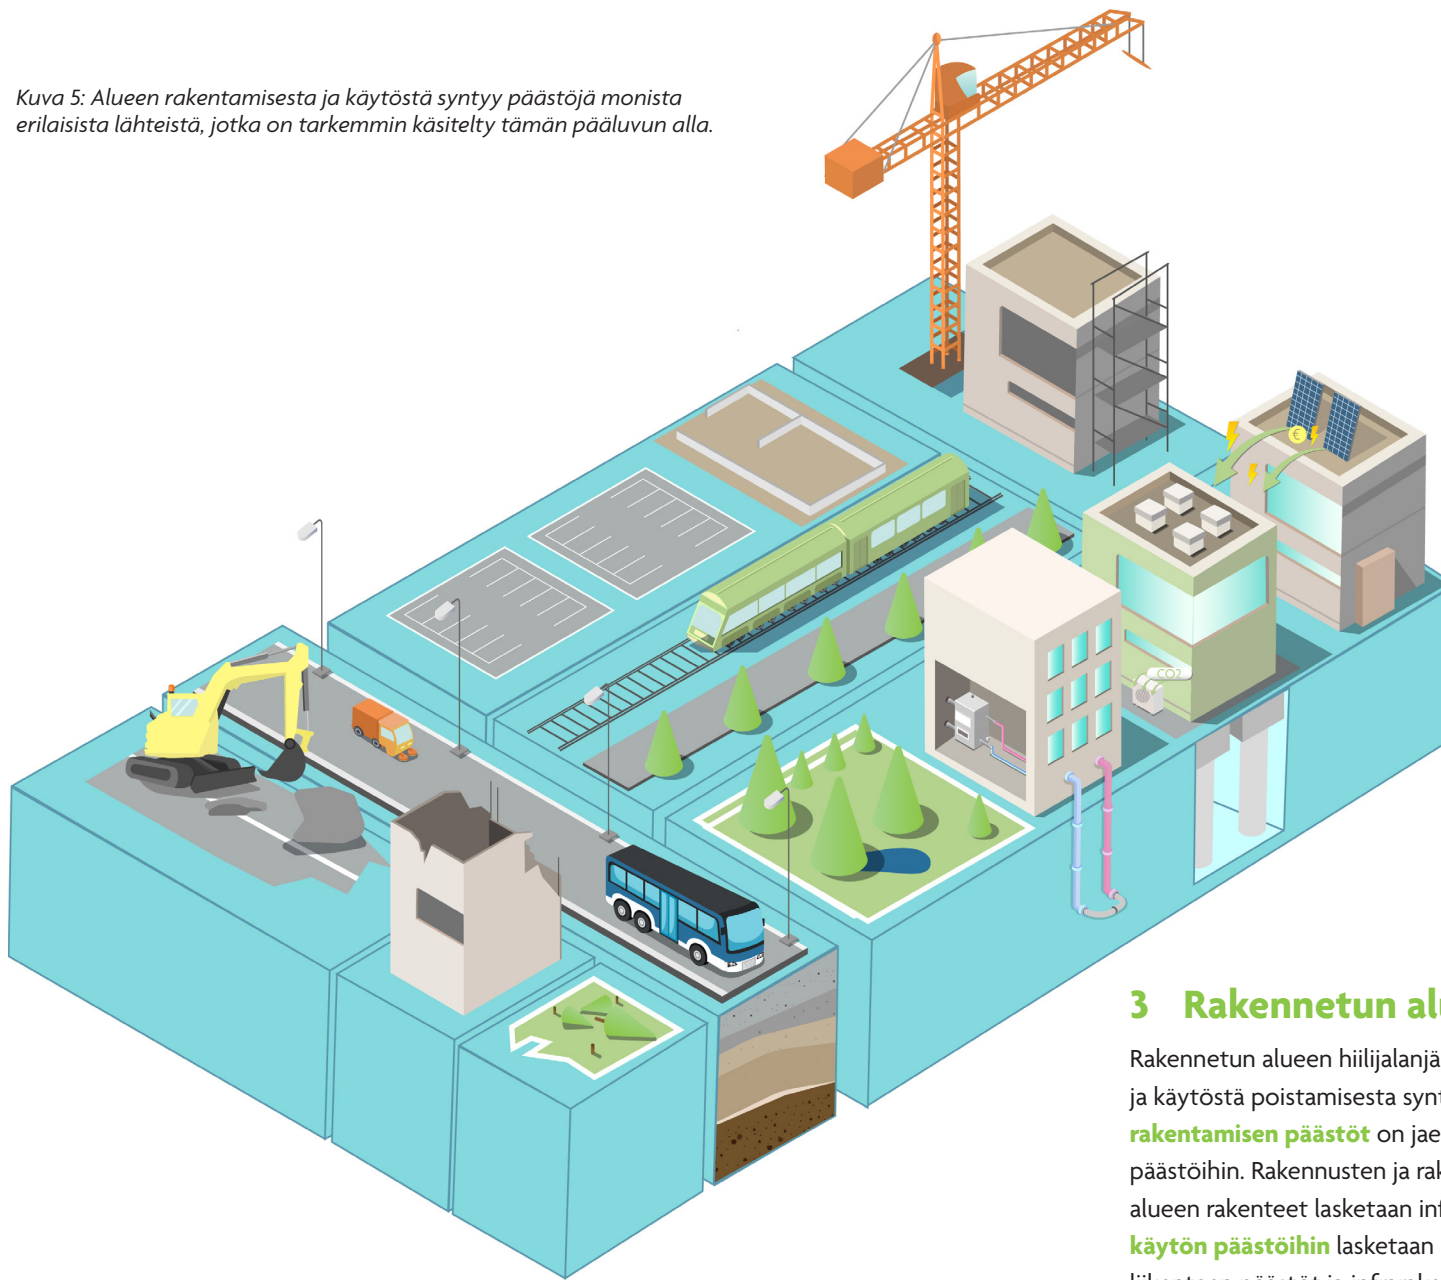 Kuva 5: Alueen rakentamisesta ja käytöstä syntyy päästöjä monista
erilaisista lähteistä, jotka on tarkemmin käsitelty tämän pääluvun alla.
€
CO2
3 Rakennetun
Rakennetun alueen
ja käytöstä poistamisesta
rakentamisen päästöt on
päästöihin. Rakennusten ja
alueen rakenteet lasketaan
käytön päästöihin lasketaan